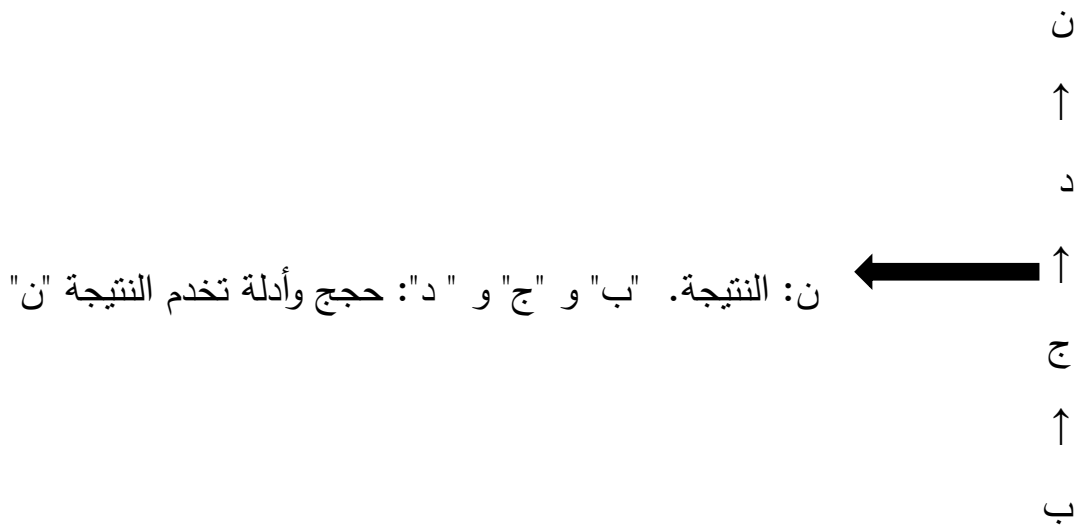 ن
↑
د
↑
ن: النتيجة. "ب" و "ج" و " د": حجج وأدلة تخدم النتيجة "ن"
ج
↑
ب